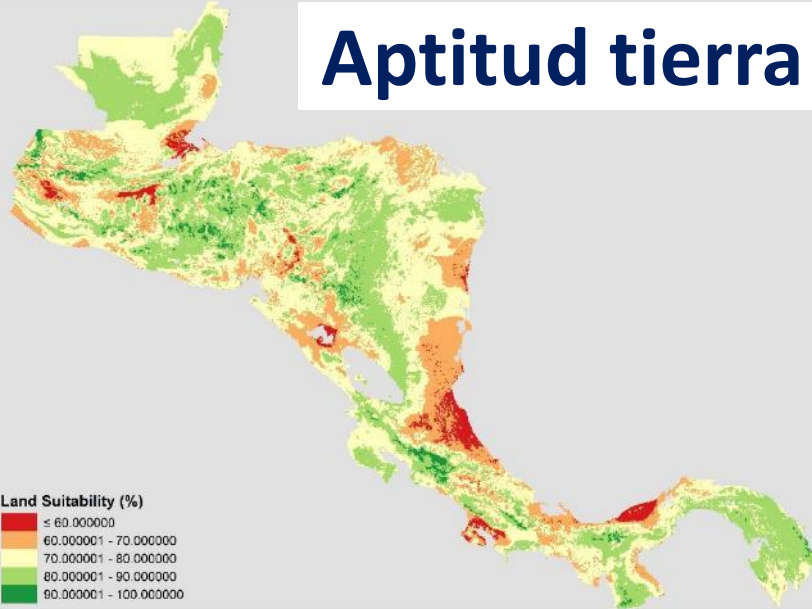 Aptitud tierra
Land Suitability (%)
≤ 60.000000
60.000001 - 70.000000
70.000001 - 80.000000
80.000001 - 90.000000
90.000001 - 100.000000